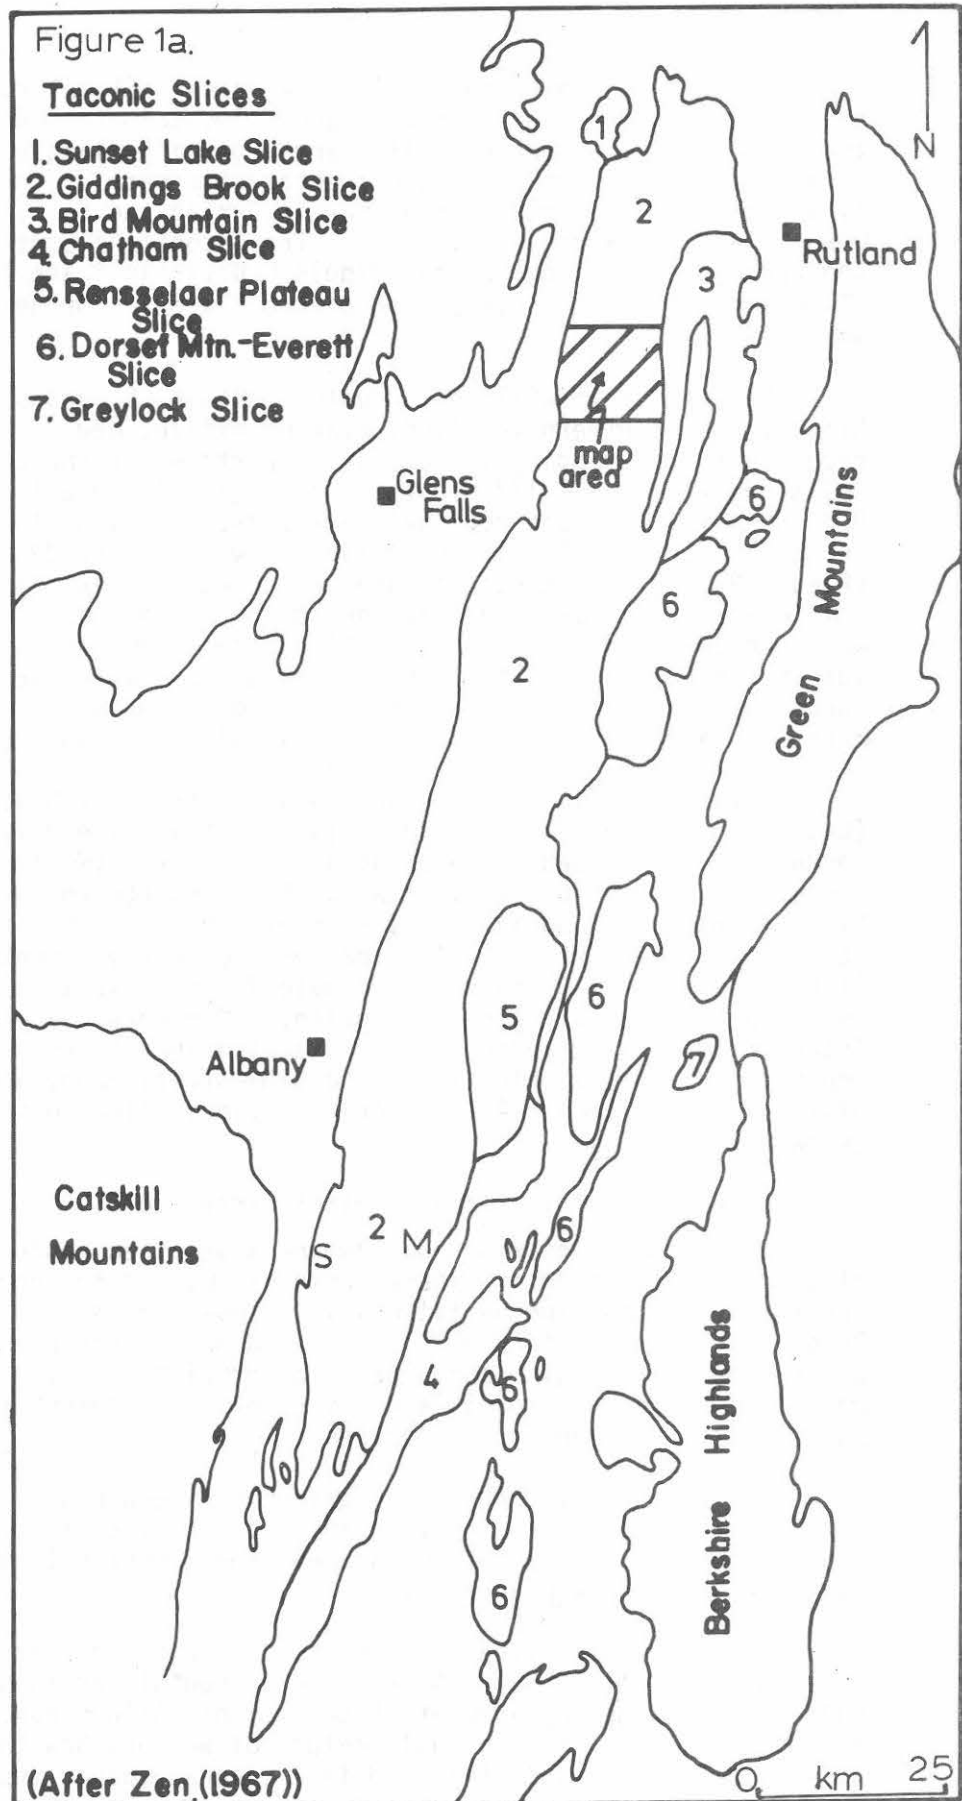 Figure 1a.
Taconic Slices
1. Sunset Lake Slice
2. Giddings Brook Slice
3. Bird Mountain Slice
4. Chatham Slice
5. Rensselaer Plateau
Slice
6. Dorset Mtn.-Everett
Slice
7. Greylock Slice
N
1
2
3
Rutland
map
area
Glens
Falls
6
6
2
Green Mountains
5
6
7
Albany
Catskill
Mountains
S
2
M
6
4
6
6
Berkshire Highlands
(After Zen (1967))
0 km 25